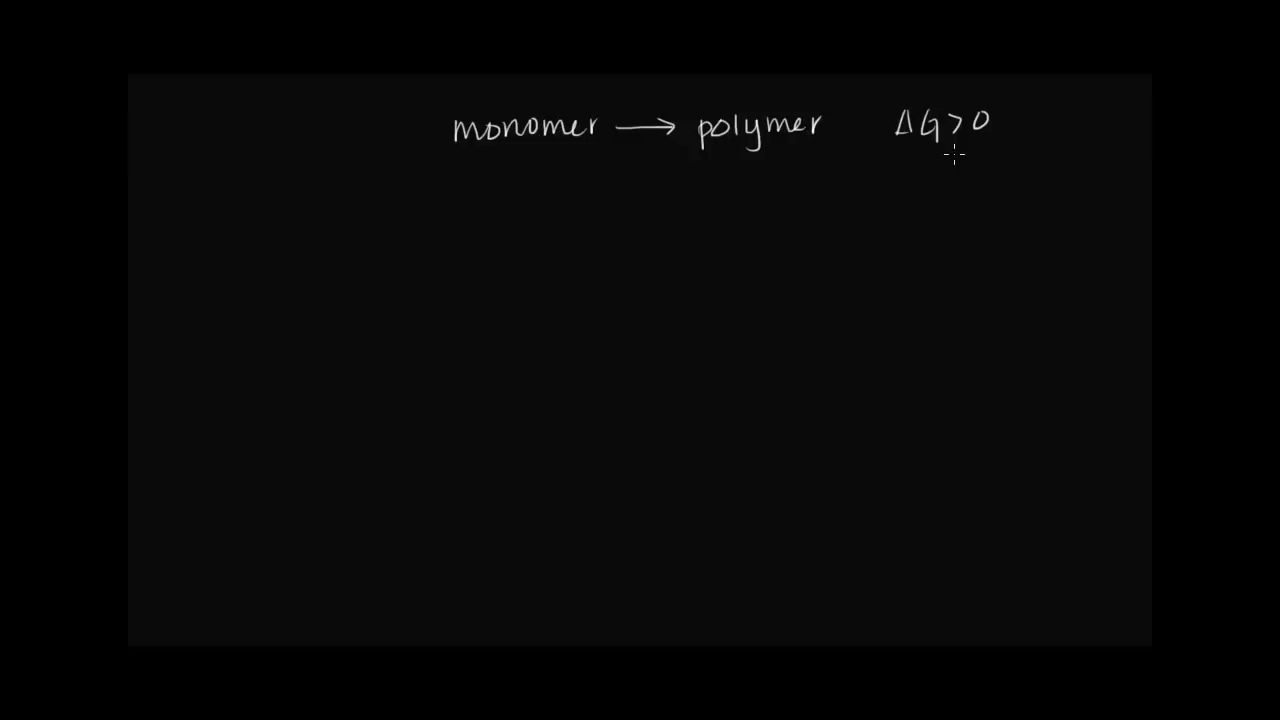 monomer → polymer ΔG > 0